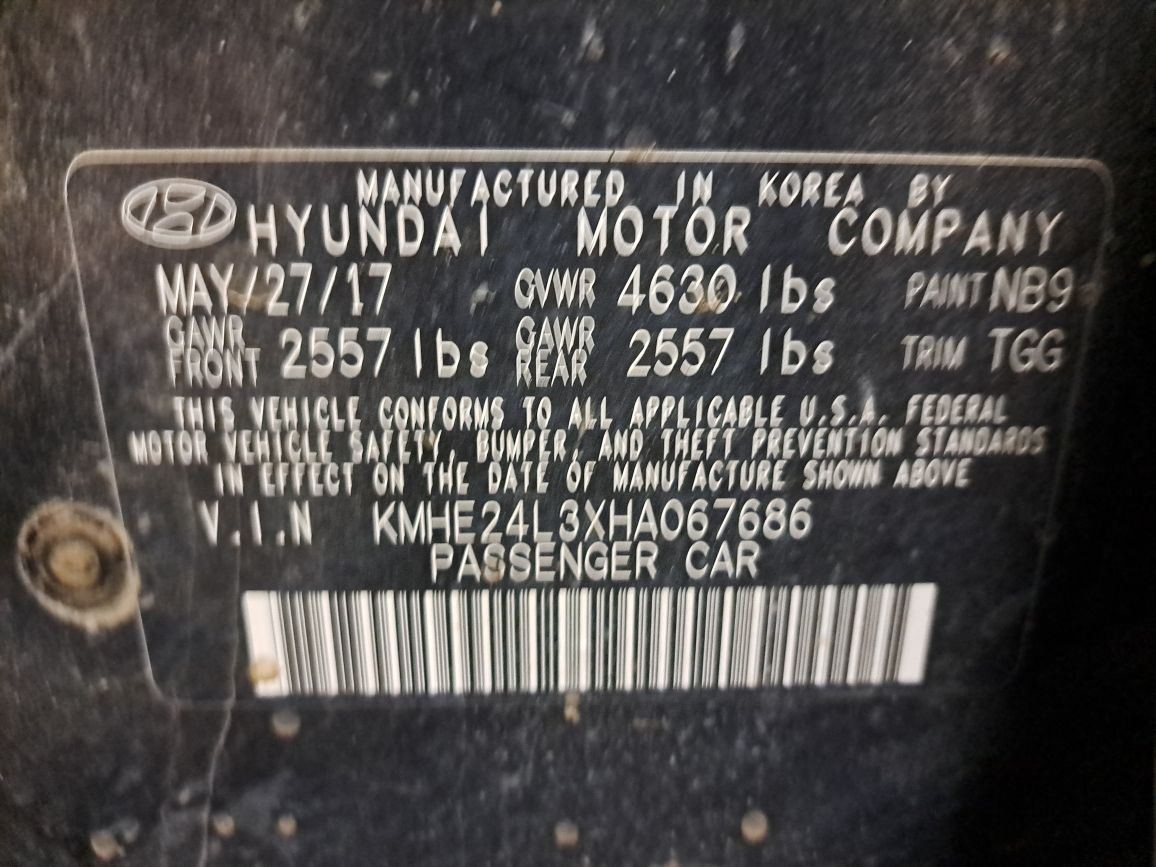 MANUFACTURED IN KOREA BY
HYUNDAI MOTOR COMPANY
MAY/27/17 GVWR 4630 lbs PAINT NB9
GAWR FRONT 2557 lbs GAWR REAR 2557 lbs TRIM TGG
THIS VEHICLE CONFORMS TO ALL APPLICABLE U.S.A. FEDERAL
MOTOR VEHICLE SAFETY, BUMPER, AND THEFT PREVENTION STANDARDS
IN EFFECT ON THE DATE OF MANUFACTURE SHOWN ABOVE
V.I.N KMHE24L3XHA067686
PASSENGER CAR